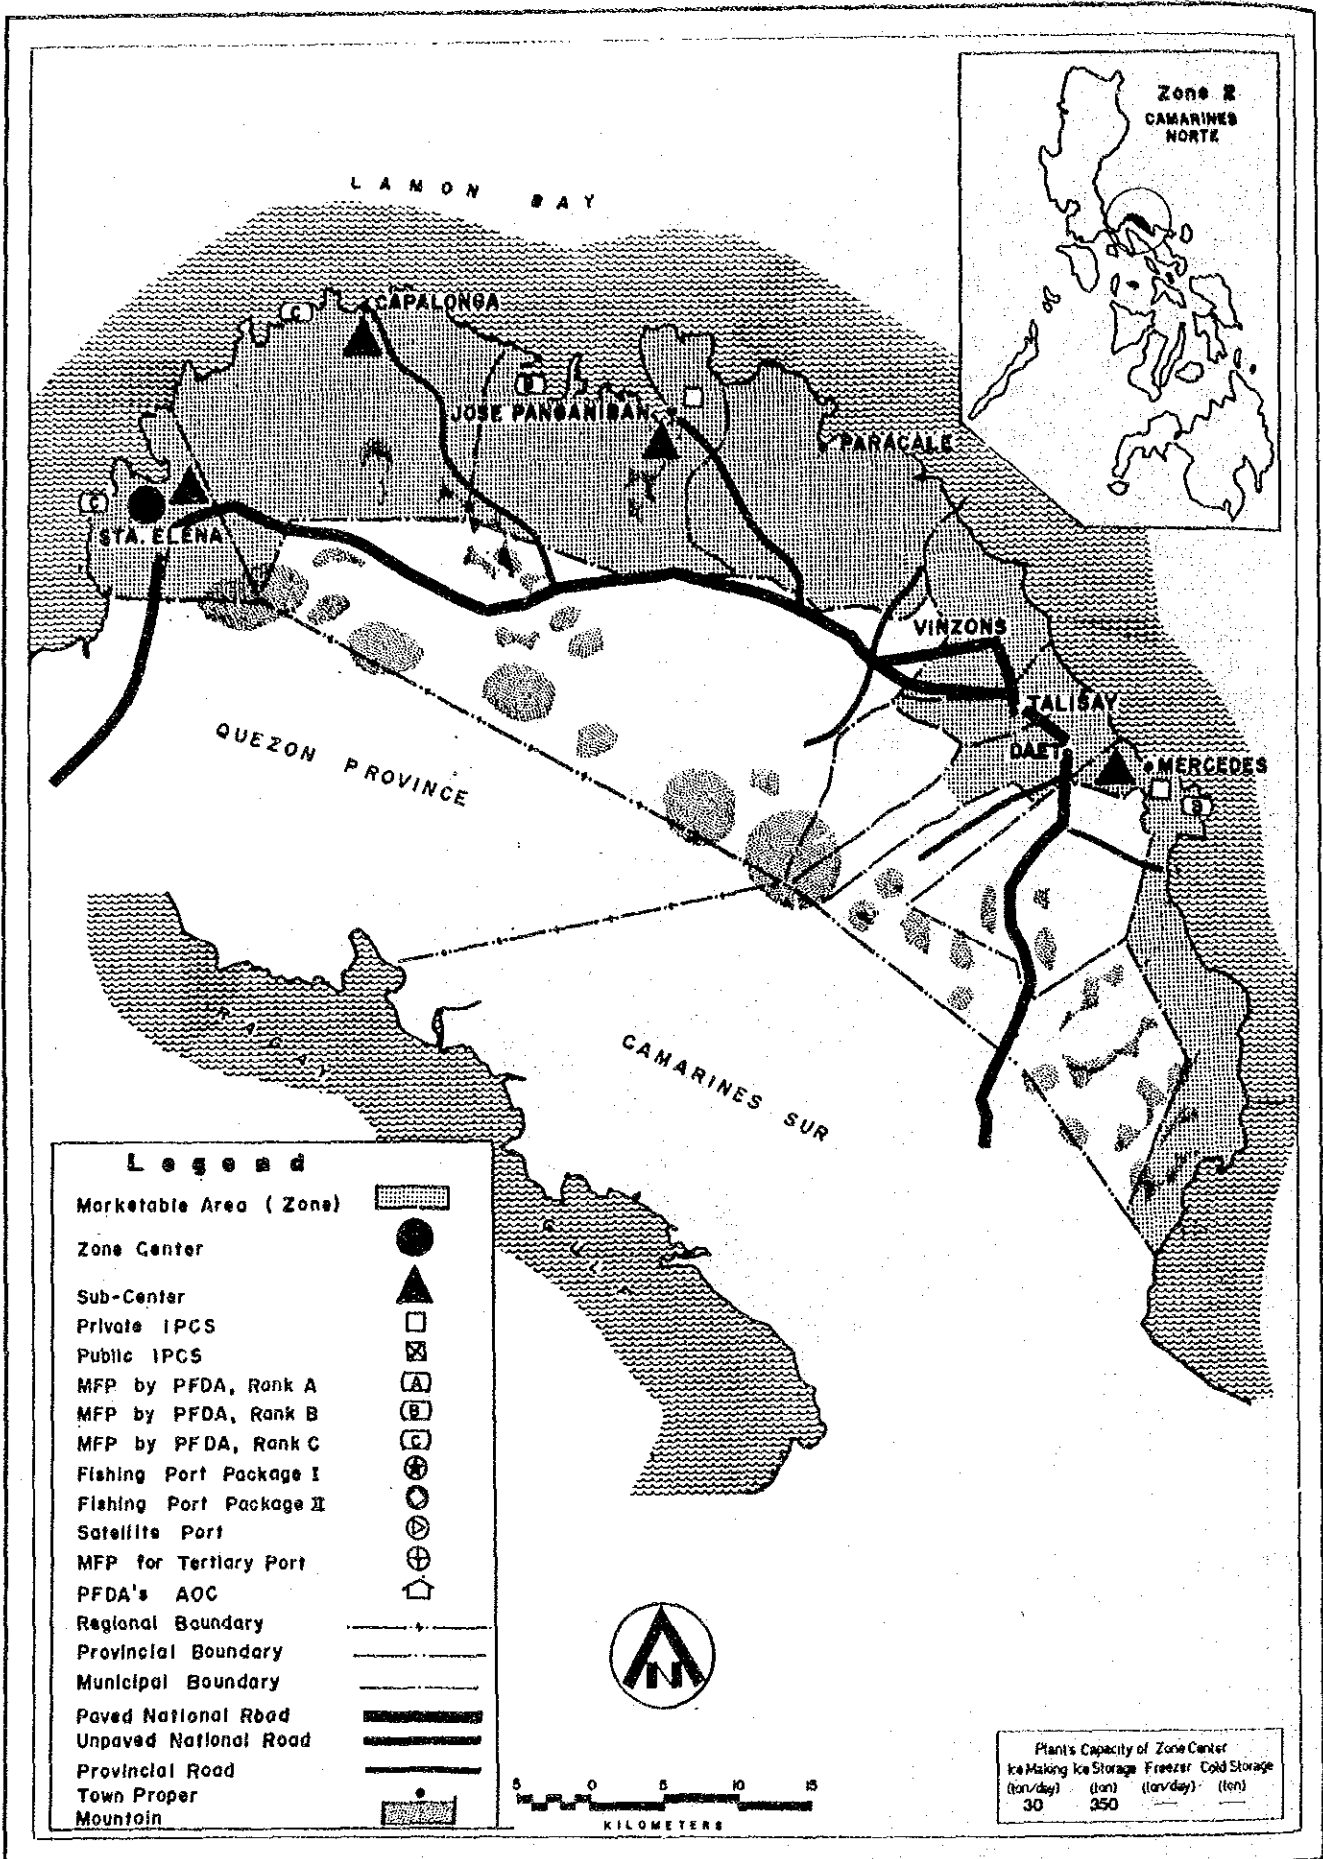 Zone II
CAMARINES
NORTE
LAMON BAY
CAPALONGA
C
B
JOSE PANGANIBAN
PARACALE
C
STA. ELENA
VINZONS
TALISAY
DAET
MERCEDES
B
QUEZON PROVINCE
RAGAY
GULF
CAMARINES SUR
Legend
Marketable Area ( Zone)
Zone Center
Sub-Center
Private IPCS
Public IPCS
MFP by PFDA, Rank A
A
MFP by PFDA, Rank B
B
MFP by PFDA, Rank C
C
Fishing Port Package I
Fishing Port Package II
Satellite Port
MFP for Tertiary Port
PFDA's AOC
Regional Boundary
Provincial Boundary
Municipal Boundary
Paved National Road
Unpaved National Road
Provincial Road
Town Proper
Mountain
N
5 0 5 10 15
KILOMETERS
Plant's Capacity of Zone Center
Ice Making Ice Storage Freezer Cold Storage
(ton/day) (ton) (ton/day) (ton)
30 350 — —